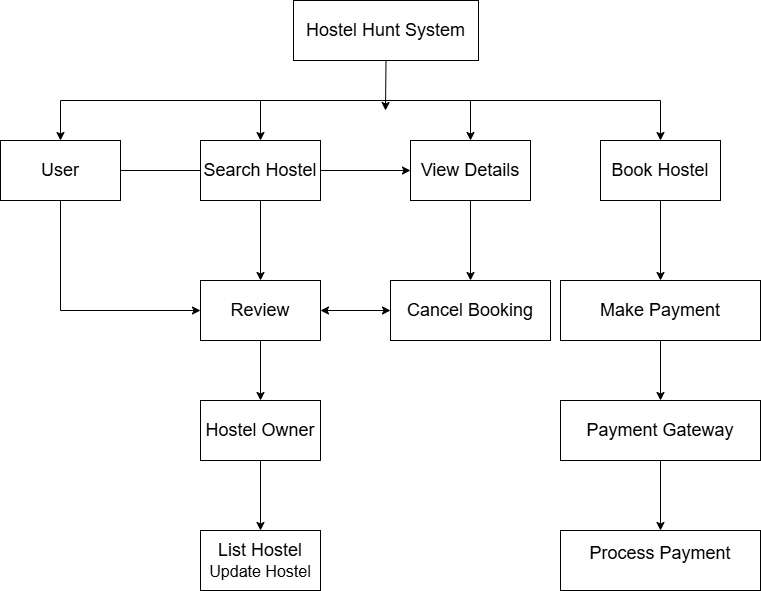 Hostel Hunt System
User
Search Hostel
View Details
Book Hostel
Review
Cancel Booking
Make Payment
Hostel Owner
Payment Gateway
List Hostel
Update Hostel
Process Payment